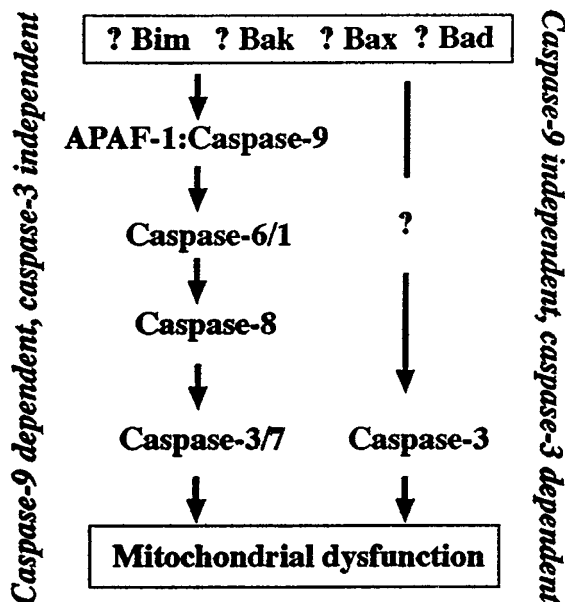 ? Bim ? Bak ? Bax ? Bad
APAF-1:Caspase-9
Caspase-6/1
?
Caspase-8
Caspase-3/7 Caspase-3
Mitochondrial dysfunction
Caspase-9 dependent, caspase-3 independent
Caspase-9 independent, caspase-3 dependent